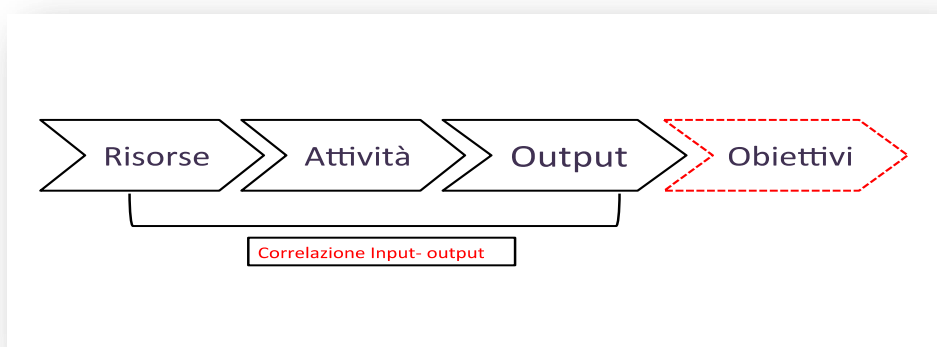 Risorse
Attività
Output
Obiettivi
Correlazione Input- output